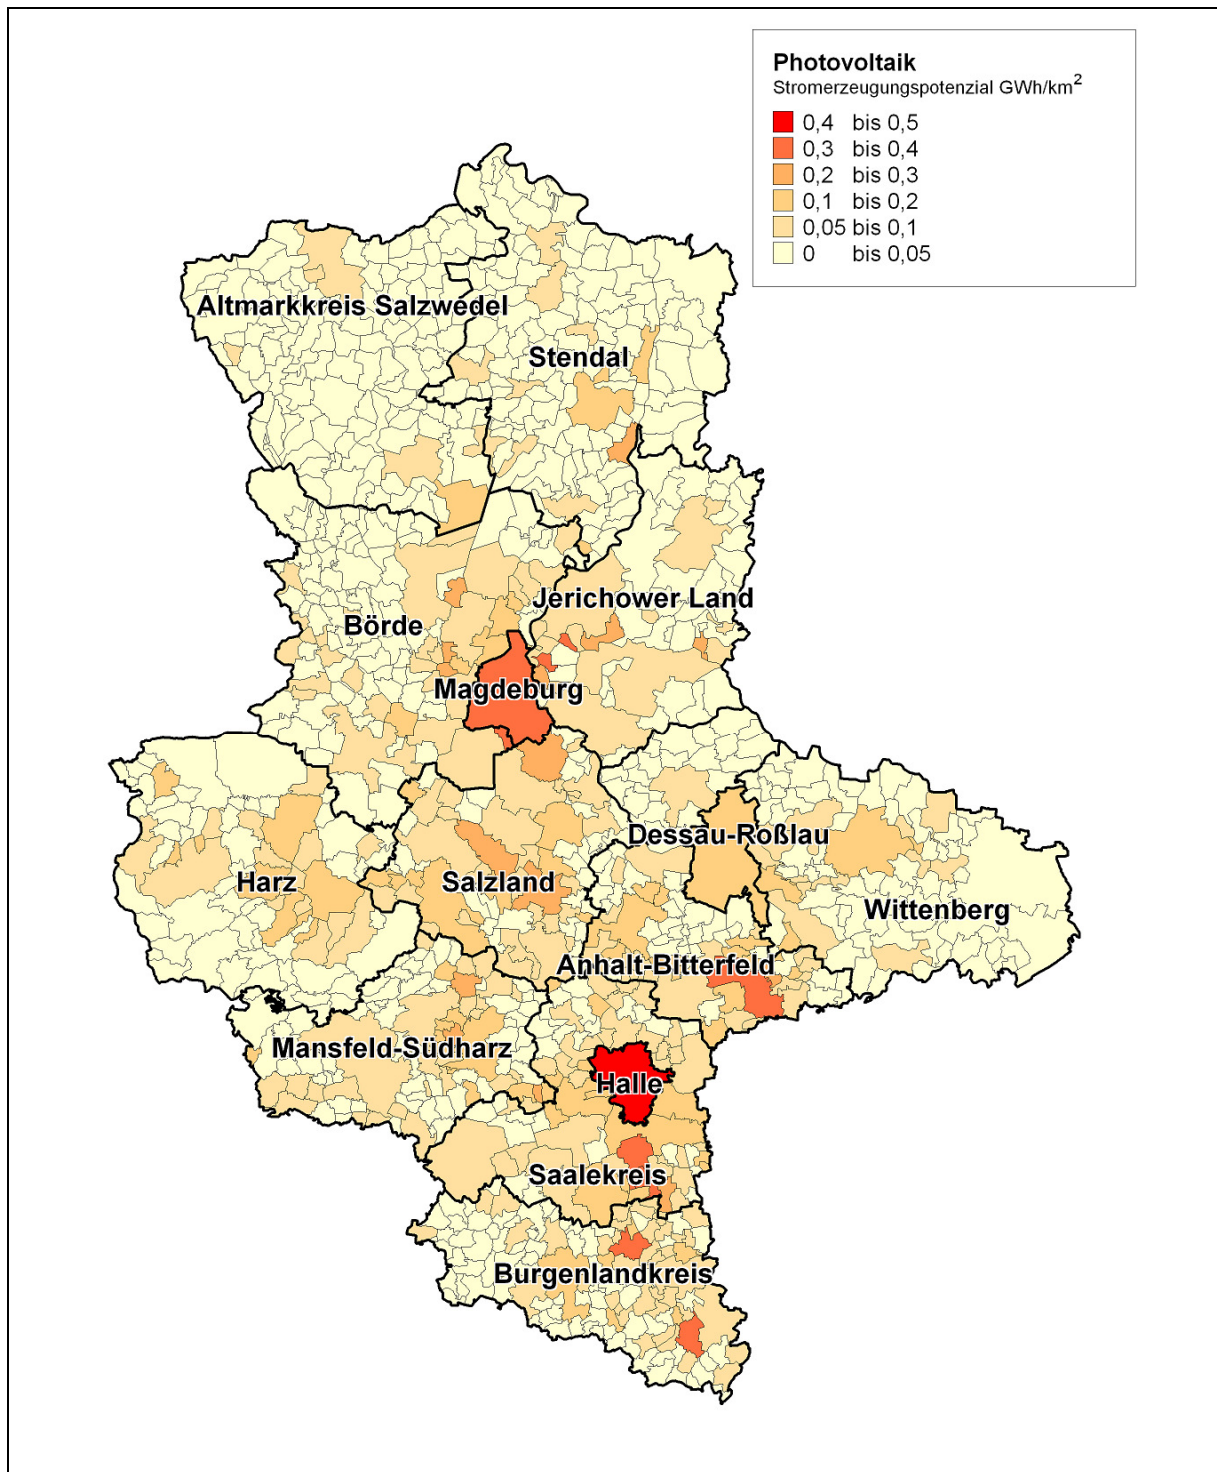 Photovoltaik
Stromerzeugungspotenzial GWh/km²
0,4 bis 0,5
0,3 bis 0,4
0,2 bis 0,3
0,1 bis 0,2
0,05 bis 0,1
0 bis 0,05
Altmarkkreis Salzwedel
Stendal
Jerichower Land
Börde
Magdeburg
Dessau-Roßlau
Harz
Salzland
Wittenberg
Anhalt-Bitterfeld
Mansfeld-Südharz
Halle
Saalekreis
Burgenlandkreis